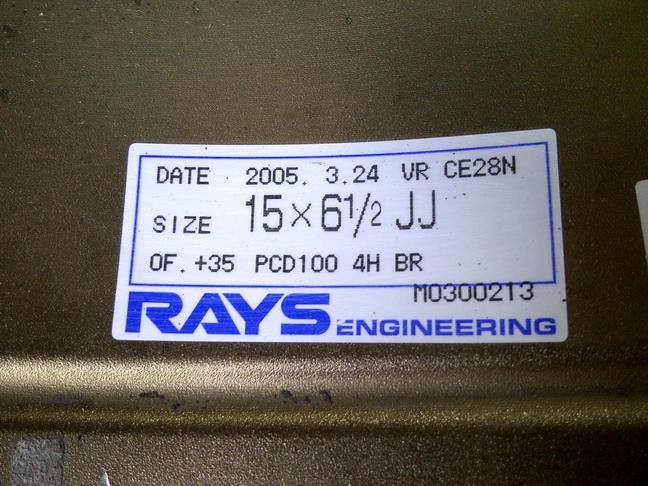 DATE 2005. 3.24 VR CE28N
SIZE 15×6½ JJ
OF. +35 PCD100 4H BR
M0300213
RAYS ENGINEERING